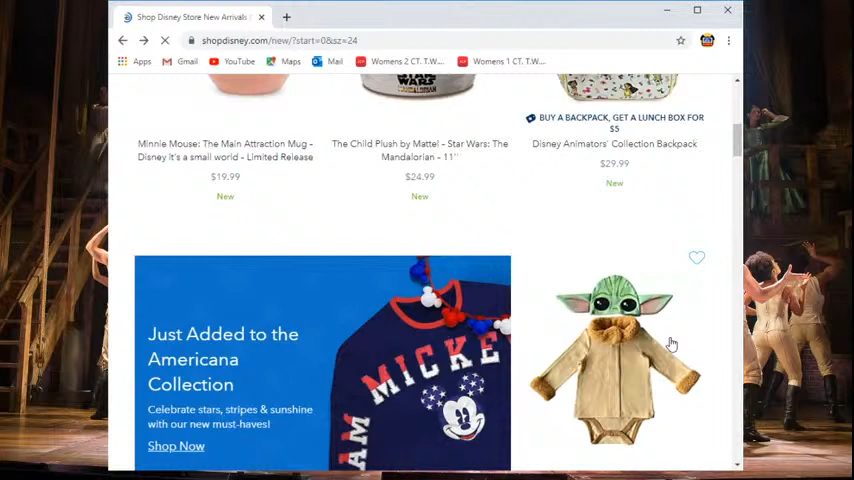 Shop Disney Store New Arrivals
shopdisney.com/new/?start=0&sz=24
Apps
Gmail
YouTube
Maps
Mail
Womens 2 CT. T.W....
Womens 1 CT. T.W....
STAR
WARS
BUY A BACKPACK, GET A LUNCH BOX FOR
$5
Minnie Mouse: The Main Attraction Mug –
Disney it's a small world – Limited Release
$19.99
New
The Child Plush by Mattel – Star Wars: The
Mandalorian – 11''
$24.99
New
Disney Animators' Collection Backpack
$29.99
New
Just Added to the
Americana
Collection
Celebrate stars, stripes & sunshine
with our new must-haves!
Shop Now
MICKE
AM